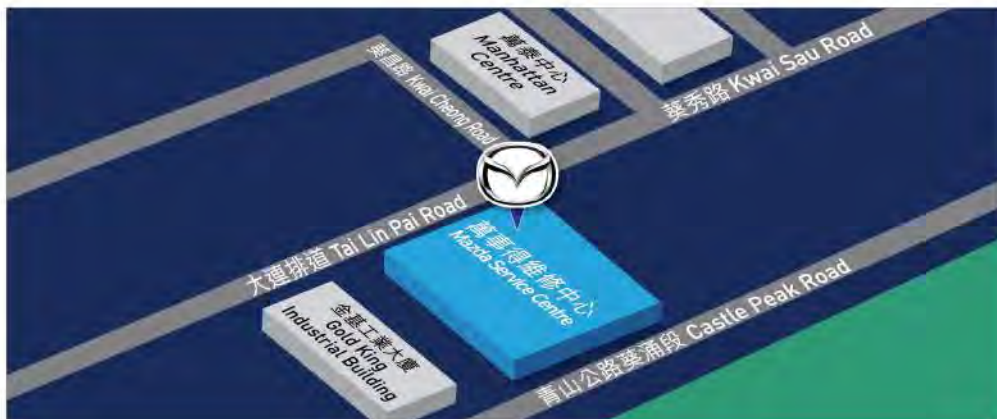 萬泰中心
Manhattan
Centre
葵昌路 Kwai Cheong Road
葵秀路 Kwai Sau Road
大連排道 Tai Lin Pai Road
萬事得維修中心
Mazda Service Centre
金基工業大廈
Gold King
Industrial Building
青山公路葵涌段 Castle Peak Road